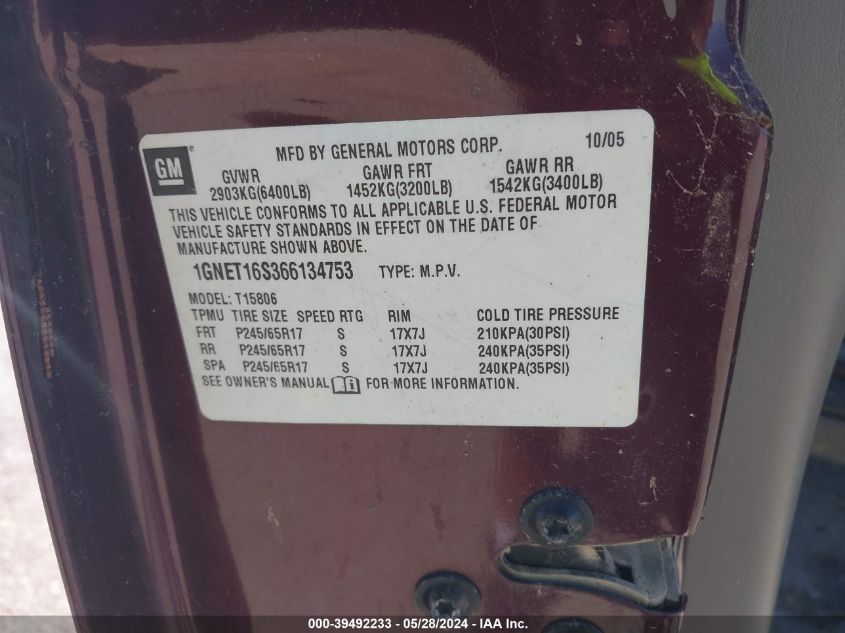 GM ®
MFD BY GENERAL MOTORS CORP. 10/05
GVWR GAWR FRT GAWR RR
2903KG(6400LB) 1452KG(3200LB) 1542KG(3400LB)
THIS VEHICLE CONFORMS TO ALL APPLICABLE U.S. FEDERAL MOTOR
VEHICLE SAFETY STANDARDS IN EFFECT ON THE DATE OF
MANUFACTURE SHOWN ABOVE.
1GNET16S366134753 TYPE: M.P.V.
MODEL: T15806
TPMU TIRE SIZE SPEED RTG RIM COLD TIRE PRESSURE
FRT P245/65R17 S 17X7J 210KPA(30PSI)
RR P245/65R17 S 17X7J 240KPA(35PSI)
SPA P245/65R17 S 17X7J 240KPA(35PSI)
SEE OWNER'S MANUAL FOR MORE INFORMATION.
000-39492233 - 05/28/2024 - IAA Inc.